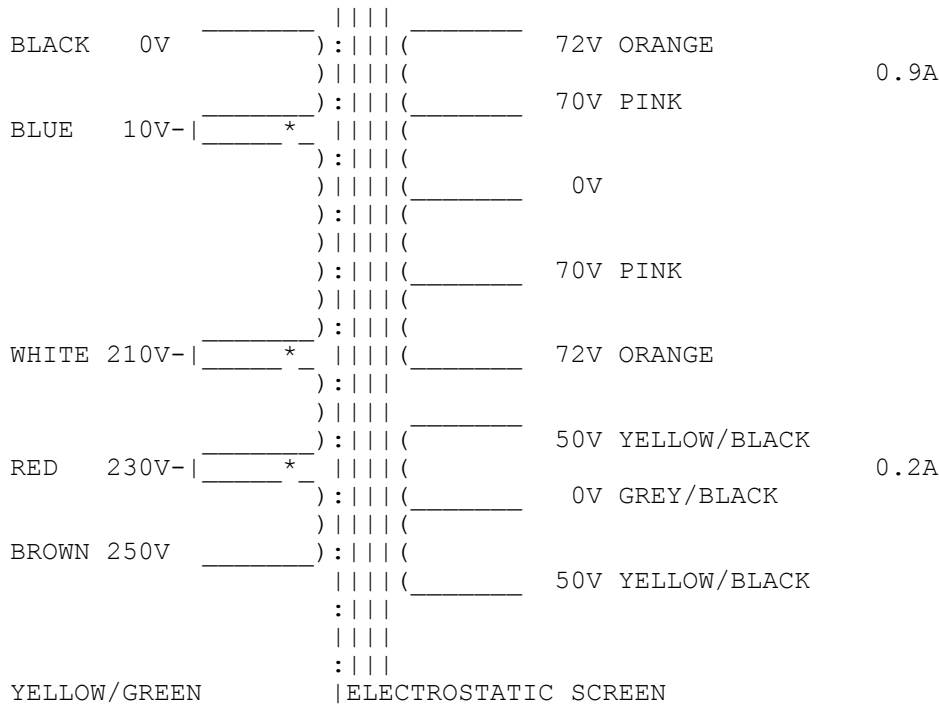 BLACK 0V 72V ORANGE
0.9A
70V PINK
BLUE 10V
0V
70V PINK
WHITE 210V 72V ORANGE
50V YELLOW/BLACK
RED 230V 0.2A
0V GREY/BLACK
BROWN 250V
50V YELLOW/BLACK
YELLOW/GREEN ELECTROSTATIC SCREEN